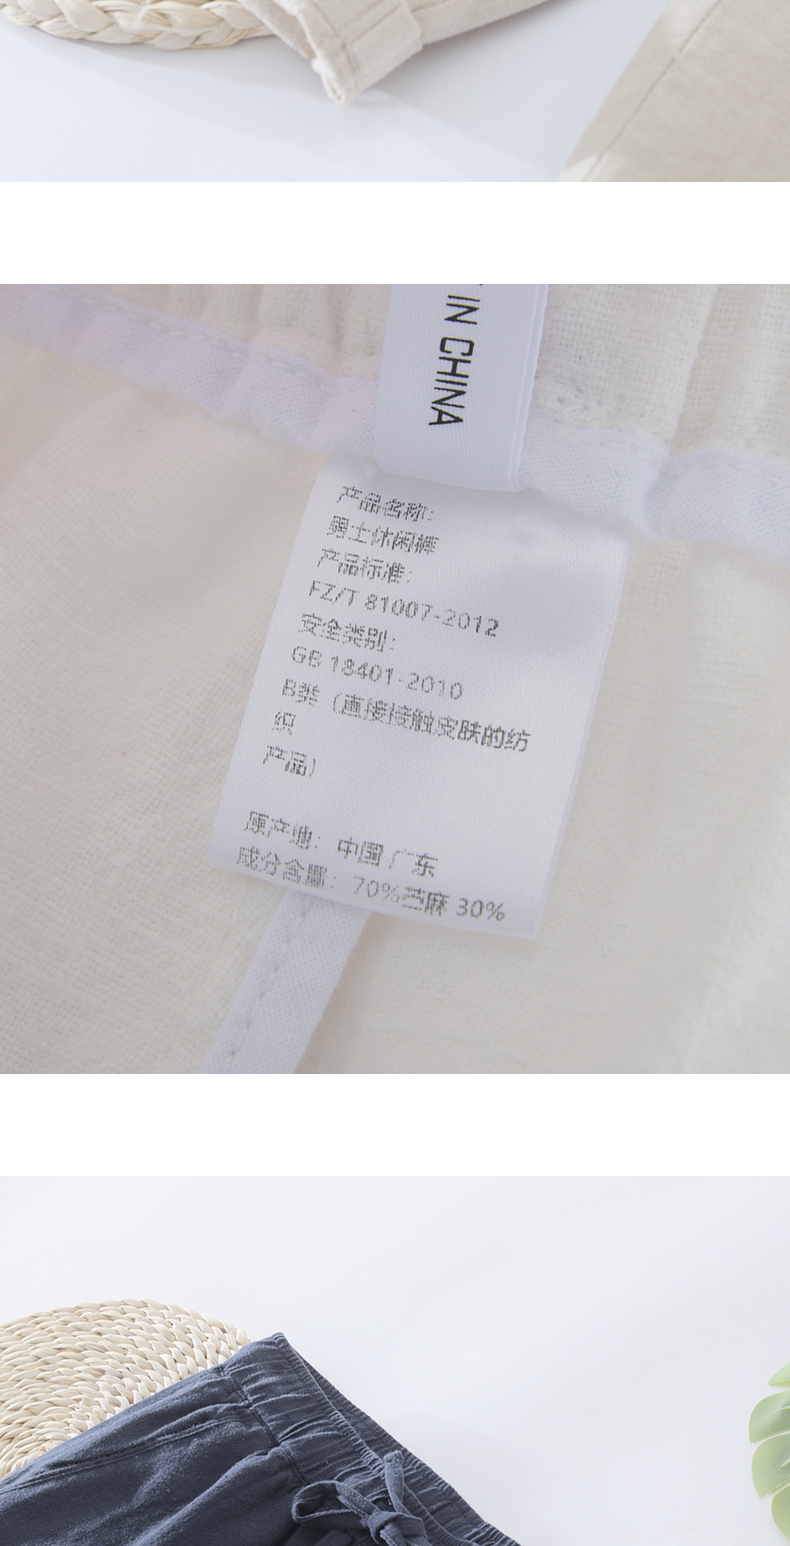 IN CHINA
产品名称:
男士休闲裤
产品标准:
FZ/T 81007-2012
安全类别:
GB 18401-2010
B类（直接接触皮肤的纺
织
产品）
原产地: 中国 广东
成分含量: 70%苎麻 30%